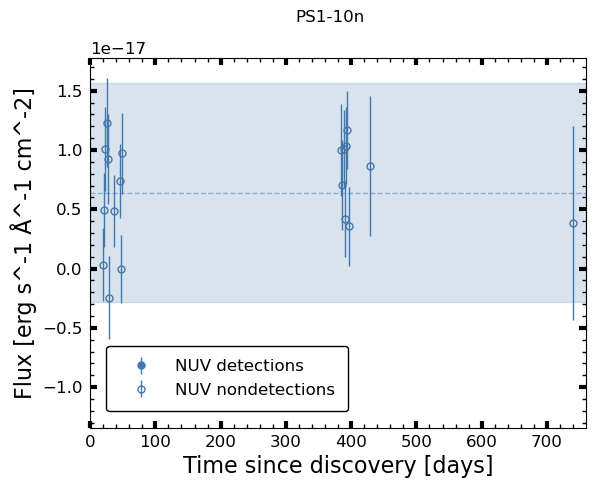 PS1-10n
1e−17
1.5
1.0
0.5
0.0
−0.5
−1.0
Flux [erg s^-1 Å^-1 cm^-2]
NUV detections
NUV nondetections
0 100 200 300 400 500 600 700
Time since discovery [days]